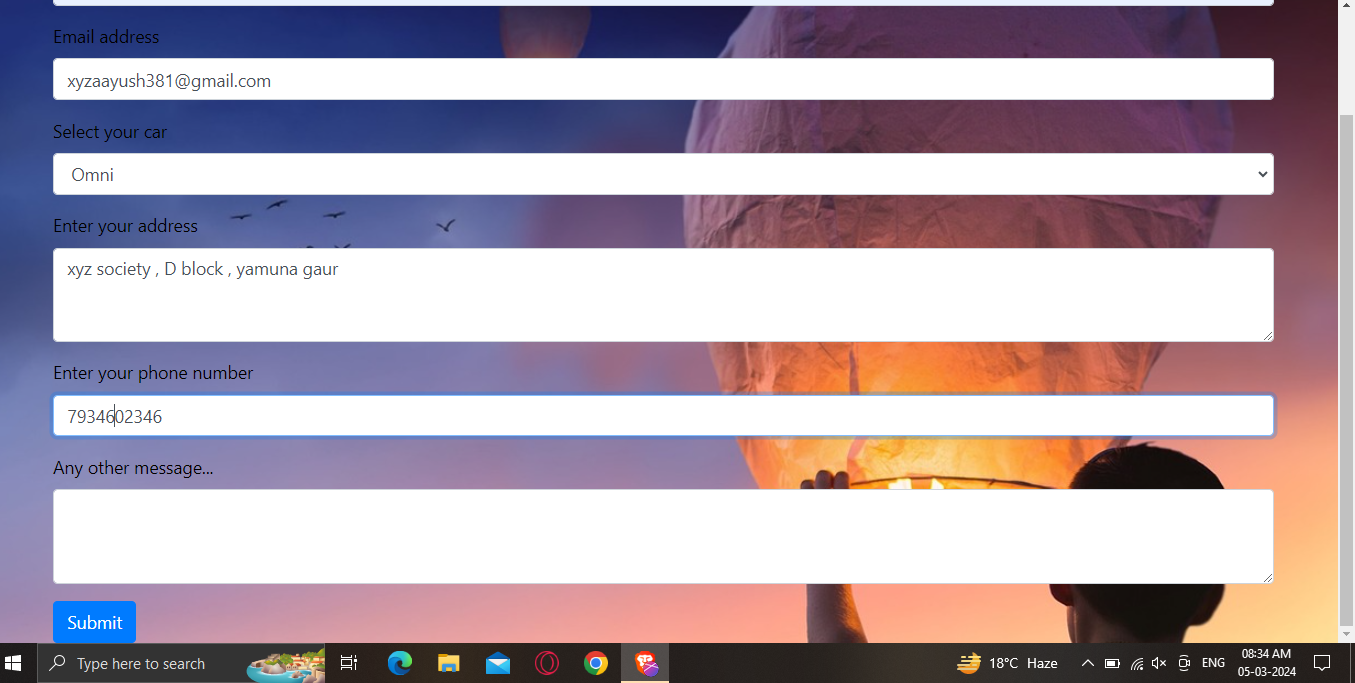 Email address
xyzaayush381@gmail.com
Select your car
Omni
Enter your address
xyz society , D block , yamuna gaur
Enter your phone number
7934602346
Any other message...
Submit
Type here to search
18°C Haze
ENG
08:34 AM
05-03-2024